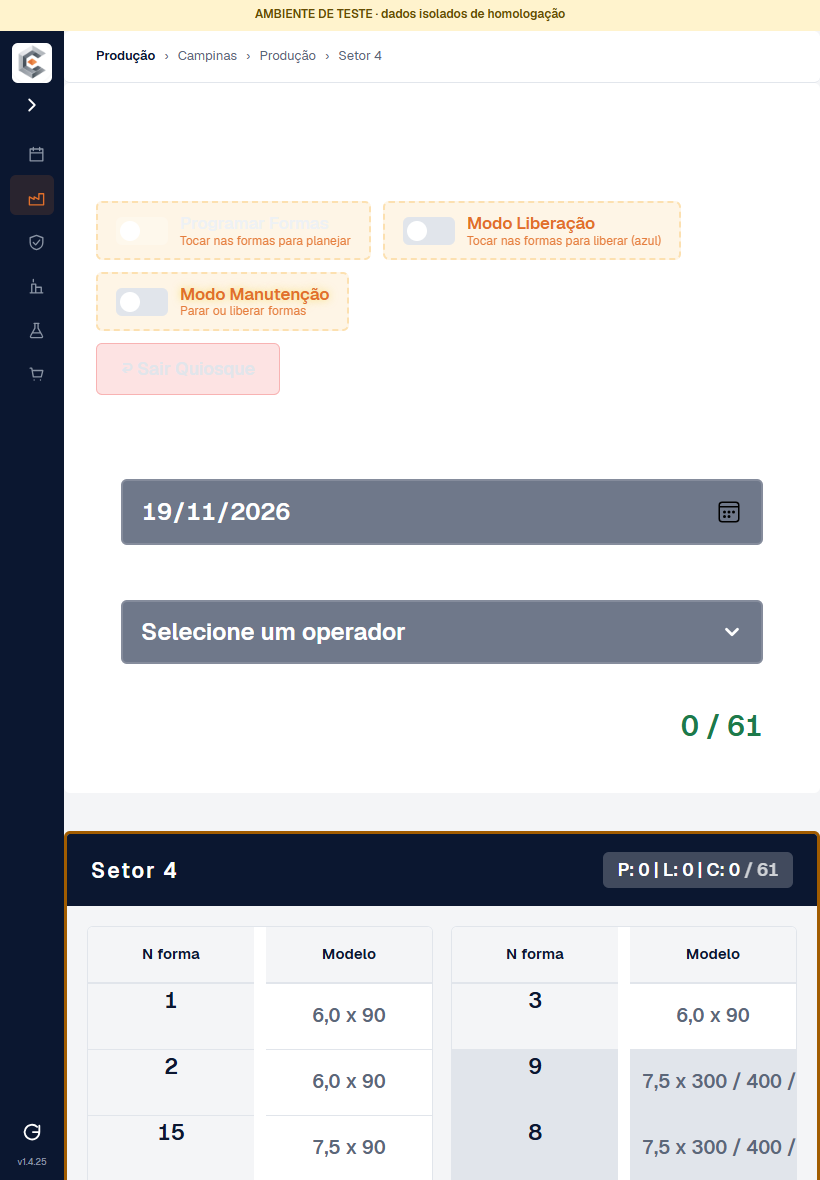 AMBIENTE DE TESTE · dados isolados de homologação
Produção › Campinas › Produção › Setor 4
Programar Formas
Tocar nas formas para planejar
Modo Liberação
Tocar nas formas para liberar (azul)
Modo Manutenção
Parar ou liberar formas
Sair Quiosque
19/11/2026
Selecione um operador
0 / 61
Setor 4
P: 0 | L: 0 | C: 0 / 61
N forma Modelo N forma Modelo
1 6,0 x 90 3 6,0 x 90
2 6,0 x 90 9 7,5 x 300 / 400 /
15 7,5 x 90 8 7,5 x 300 / 400 /
v1.4.25